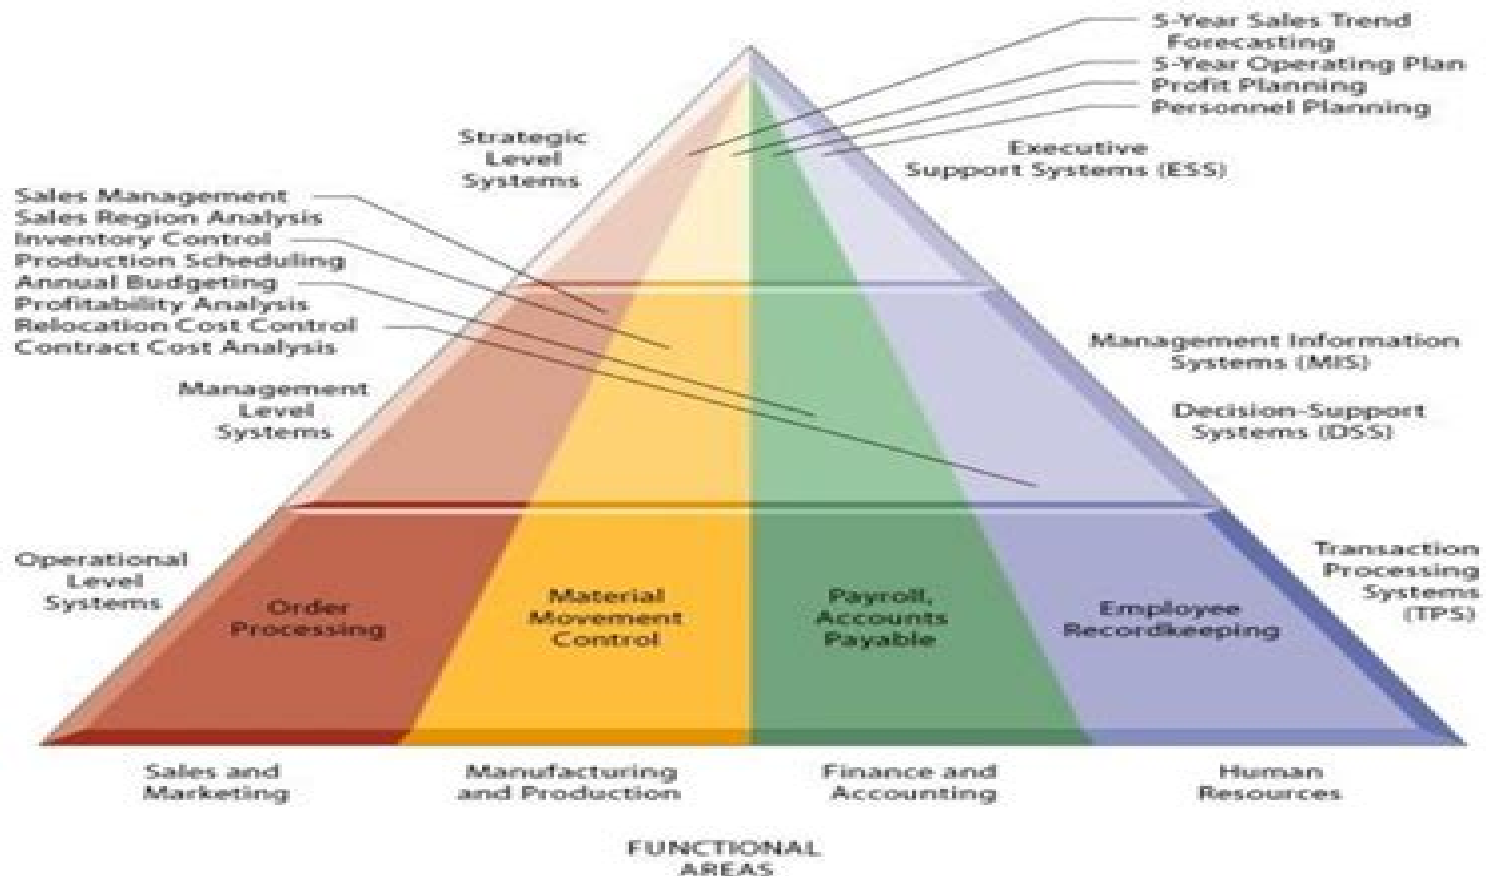 5-Year Sales Trend
Forecasting
5-Year Operating Plan
Profit Planning
Personnel Planning
Strategic
Level
Systems
Executive
Support Systems (ESS)
Sales Management
Sales Region Analysis
Inventory Control
Production Scheduling
Annual Budgeting
Profitability Analysis
Relocation Cost Control
Contract Cost Analysis
Management
Level
Systems
Management Information
Systems (MIS)
Decision-Support
Systems (DSS)
Operational
Level
Systems
Order
Processing
Material
Movement
Control
Payroll,
Accounts
Payable
Employee
Recordkeeping
Transaction
Processing
Systems
(TPS)
Sales and
Marketing
Manufacturing
and Production
Finance and
Accounting
Human
Resources
FUNCTIONAL
AREAS